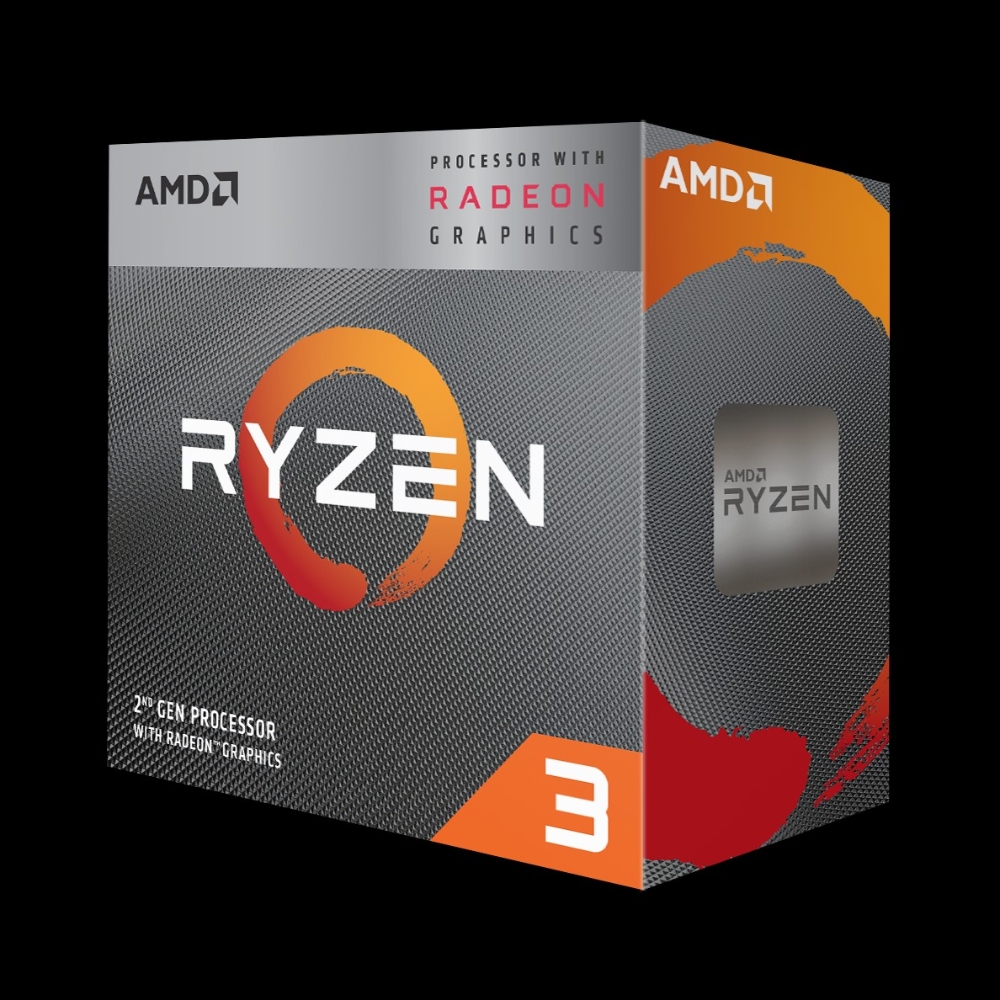 AMD
PROCESSOR WITH
RADEON
GRAPHICS
RYZEN
2ND GEN PROCESSOR
WITH RADEON™ GRAPHICS
3
AMD
AMD
RYZEN